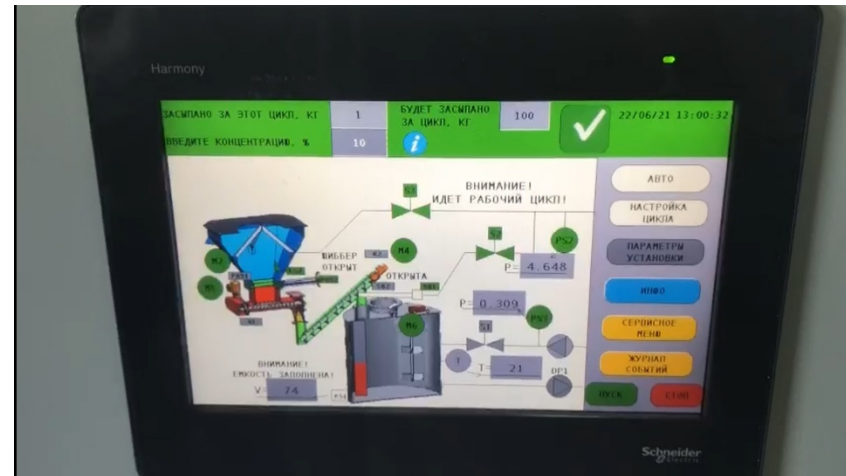 Harmony
ЗАСЫПАНО ЗА ЭТОТ ЦИКЛ, КГ
1
БУДЕТ ЗАСЫПАНО
ЗА ЦИКЛ, КГ
100
22/06/21 13:00:32
ВВЕДИТЕ КОНЦЕНТРАЦИЮ, %
10
i
АВТО
НАСТРОЙКА
ЦИКЛА
ПАРАМЕТРЫ
УСТАНОВКИ
ИНФО
СЕРВИСНОЕ
МЕНЮ
ЖУРНАЛ
СОБЫТИЙ
ПУСК
СТОП
ВНИМАНИЕ!
ИДЕТ РАБОЧИЙ ЦИКЛ!
S3
S2
PS2
P= 4.648
ШИББЕР
ОТКРЫТ
M4
ОТКРЫТА
M2
M6
P= 0.309
PS3
S1
T
T= 21
DP1
ВНИМАНИЕ!
ЕМКОСТЬ ЗАПОЛНЕНА!
V= 74
Schneider
Electric